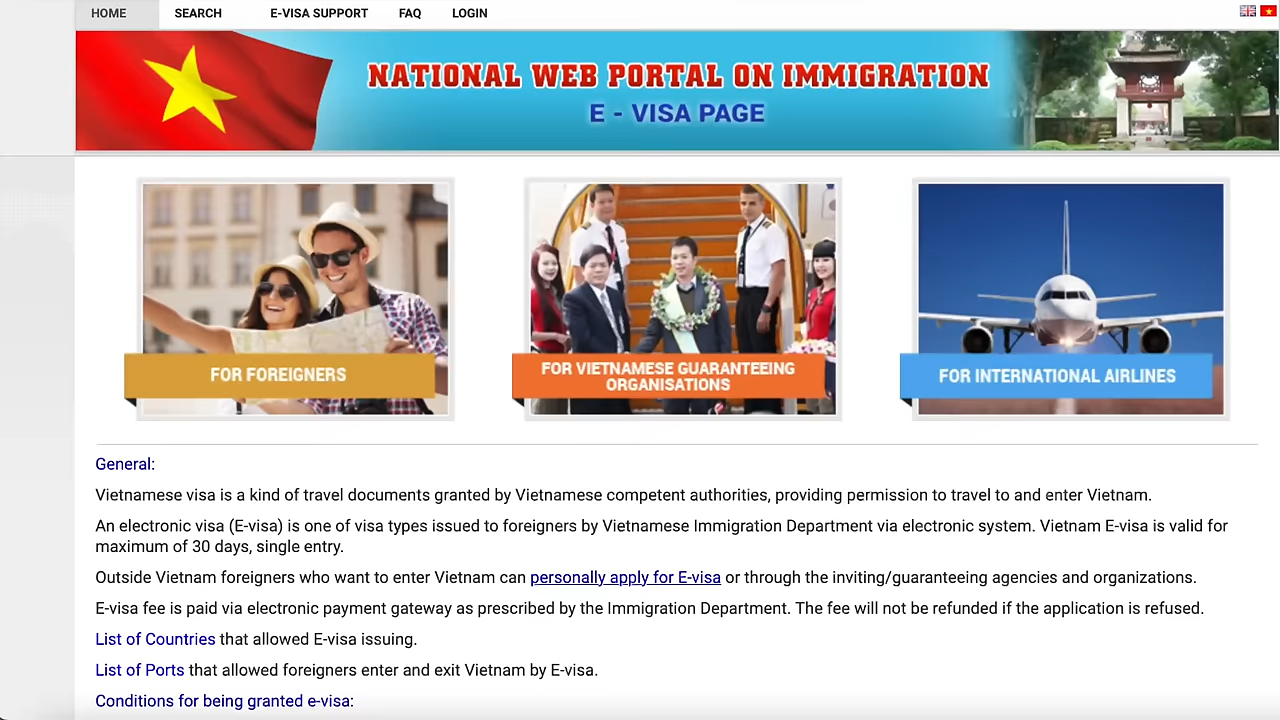 HOME SEARCH E-VISA SUPPORT FAQ LOGIN
NATIONAL WEB PORTAL ON IMMIGRATION
E - VISA PAGE
FOR FOREIGNERS
FOR VIETNAMESE GUARANTEEING
ORGANISATIONS
FOR INTERNATIONAL AIRLINES
General:
Vietnamese visa is a kind of travel documents granted by Vietnamese competent authorities, providing permission to travel to and enter Vietnam.
An electronic visa (E-visa) is one of visa types issued to foreigners by Vietnamese Immigration Department via electronic system. Vietnam E-visa is valid for
maximum of 30 days, single entry.
Outside Vietnam foreigners who want to enter Vietnam can personally apply for E-visa or through the inviting/guaranteeing agencies and organizations.
E-visa fee is paid via electronic payment gateway as prescribed by the Immigration Department. The fee will not be refunded if the application is refused.
List of Countries that allowed E-visa issuing.
List of Ports that allowed foreigners enter and exit Vietnam by E-visa.
Conditions for being granted e-visa: